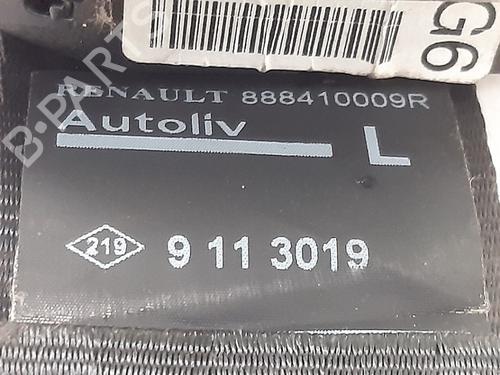 G6
RENAULT 888410009R
Autoliv
L
219 9 11 3019
B-PARTS